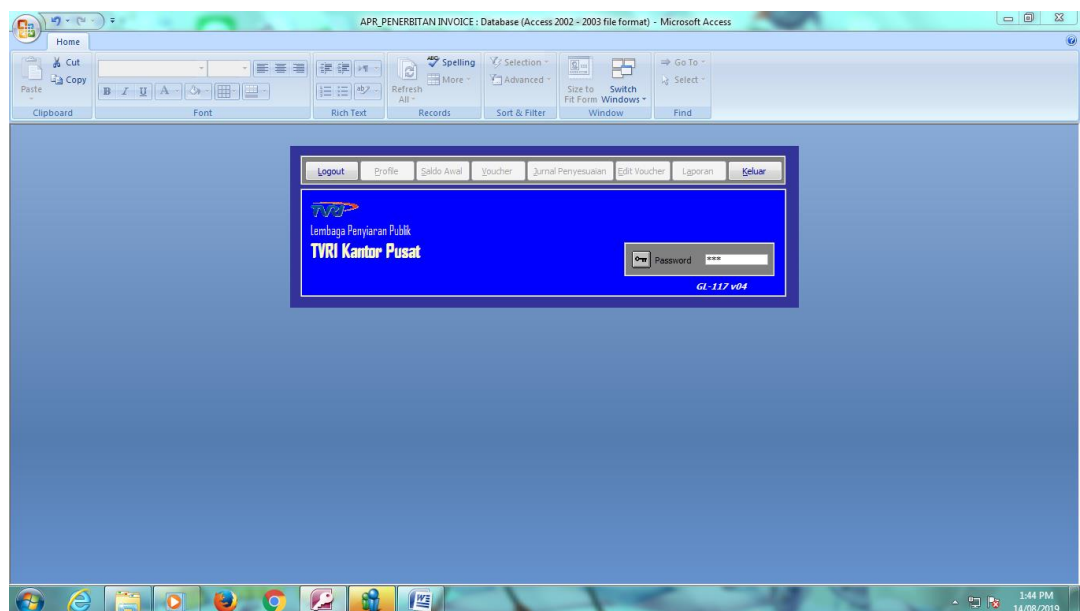 APR_PENERBITAN INVOICE : Database (Access 2002 - 2003 file format) - Microsoft Access
Home
Cut
Copy
Paste
Clipboard
B I U A
Font
Rich Text
Refresh All
Spelling
More
Records
Selection
Advanced
Sort & Filter
Size to Fit Form
Switch Windows
Window
Go To
Select
Find
Logout Profile Saldo Awal Voucher Jurnal Penyesuaian Edit Voucher Laporan Keluar
TVRI
Lembaga Penyiaran Publik
TVRI Kantor Pusat
Password ***
GL-117 v04
1:44 PM
14/08/2019